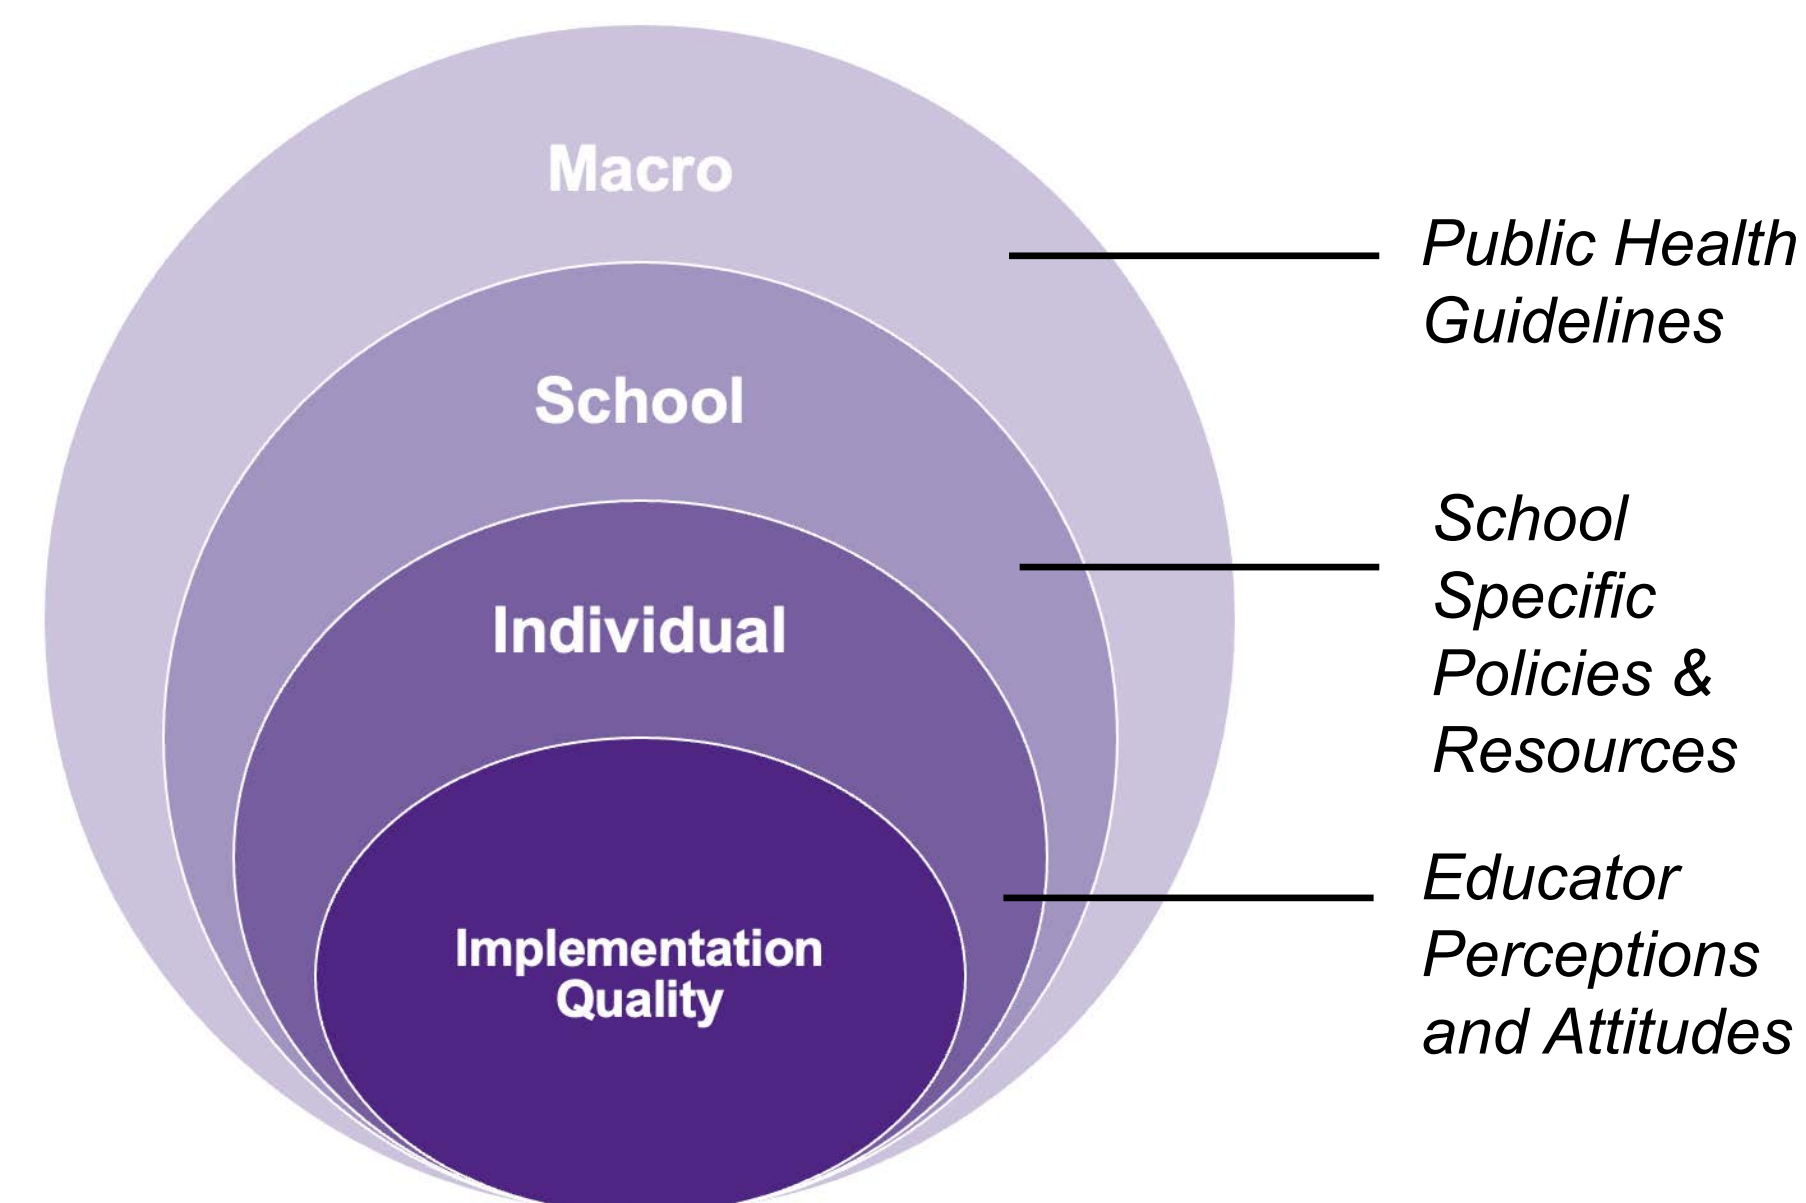 Macro
Public Health
Guidelines
School
School
Specific
Policies &
Resources
Individual
Educator
Perceptions
and Attitudes
Implementation
Quality